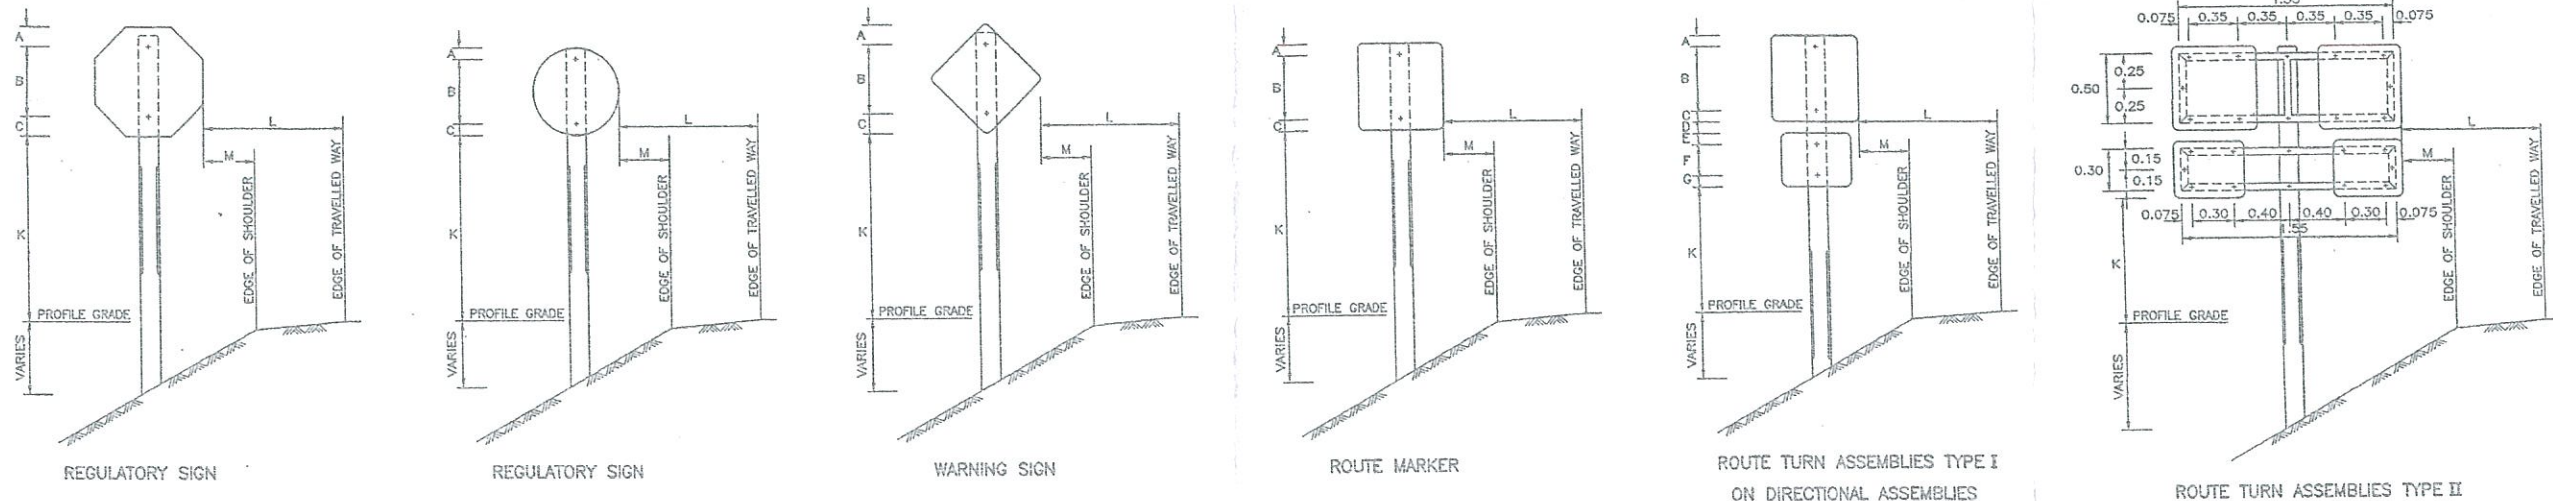 A
B
C
L
M
K
EDGE OF SHOULDER
EDGE OF TRAVELLED WAY
PROFILE GRADE
VARIES
REGULATORY SIGN
A
B
C
L
M
K
EDGE OF SHOULDER
EDGE OF TRAVELLED WAY
PROFILE GRADE
VARIES
REGULATORY SIGN
A
B
C
L
M
K
EDGE OF SHOULDER
EDGE OF TRAVELLED WAY
PROFILE GRADE
VARIES
WARNING SIGN
A
B
C
L
M
K
EDGE OF SHOULDER
EDGE OF TRAVELLED WAY
PROFILE GRADE
VARIES
ROUTE MARKER
A
B
C
D
E
F
G
L
M
K
EDGE OF SHOULDER
EDGE OF TRAVELLED WAY
PROFILE GRADE
VARIES
ROUTE TURN ASSEMBLIES TYPE I
ON DIRECTIONAL ASSEMBLIES
0.075 0.35 0.35 0.35 0.35 0.075
0.25
0.50
0.25
L
0.15
0.30
0.15
M
0.075 0.30 0.40 0.40 0.30 0.075
1.55
K
EDGE OF SHOULDER
EDGE OF TRAVELLED WAY
PROFILE GRADE
VARIES
ROUTE TURN ASSEMBLIES TYPE II